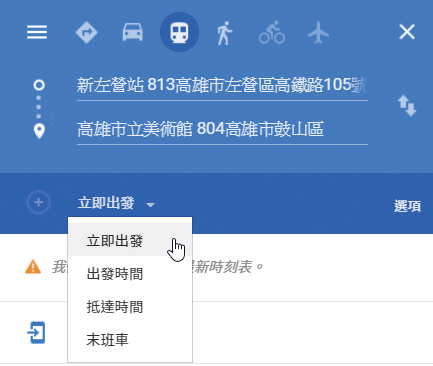 新左營站 813高雄市左營區高鐵路105號
高雄市立美術館 804高雄市鼓山區
立即出發
選項
立即出發
我
新時刻表。
出發時間
抵達時間
末班車